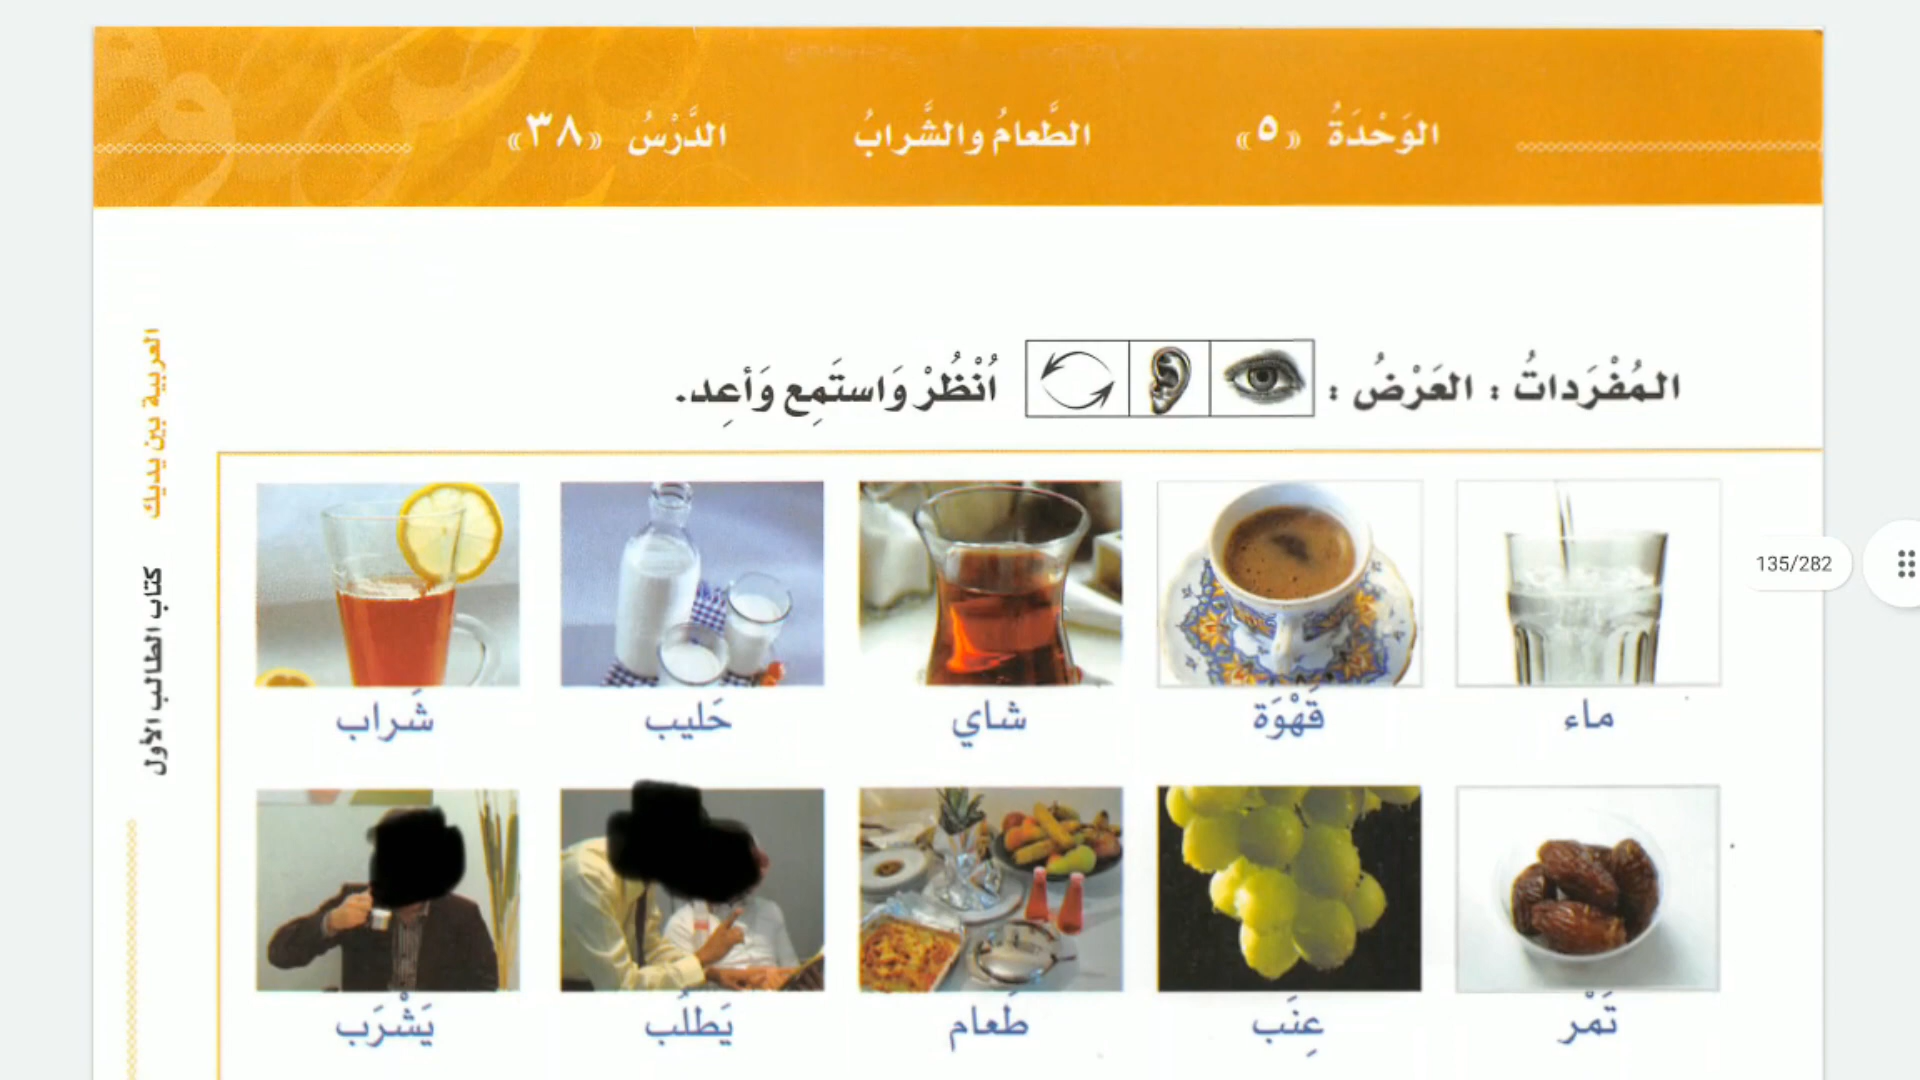 الوَحْدَةُ «٥» الطَّعامُ والشَّرابُ الدَّرْسُ «٣٨»
المُفْرَداتُ : العَرْضُ : اُنْظُرْ وَاستَمِع وَأعِد.
ماء قَهْوَة شاي حَليب شَراب
تَمْر عِنَب طَعام يَطلُب يَشْرَب
العربية بين يديك كتاب الطالب الأول
135/282